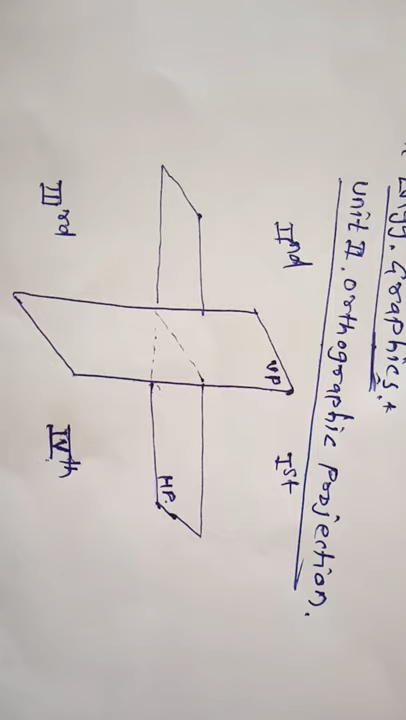 Engg. Graphics.*
Unit II. Orthographic Projection.
IInd
Ist
VP
HP.
IIIrd
IVth